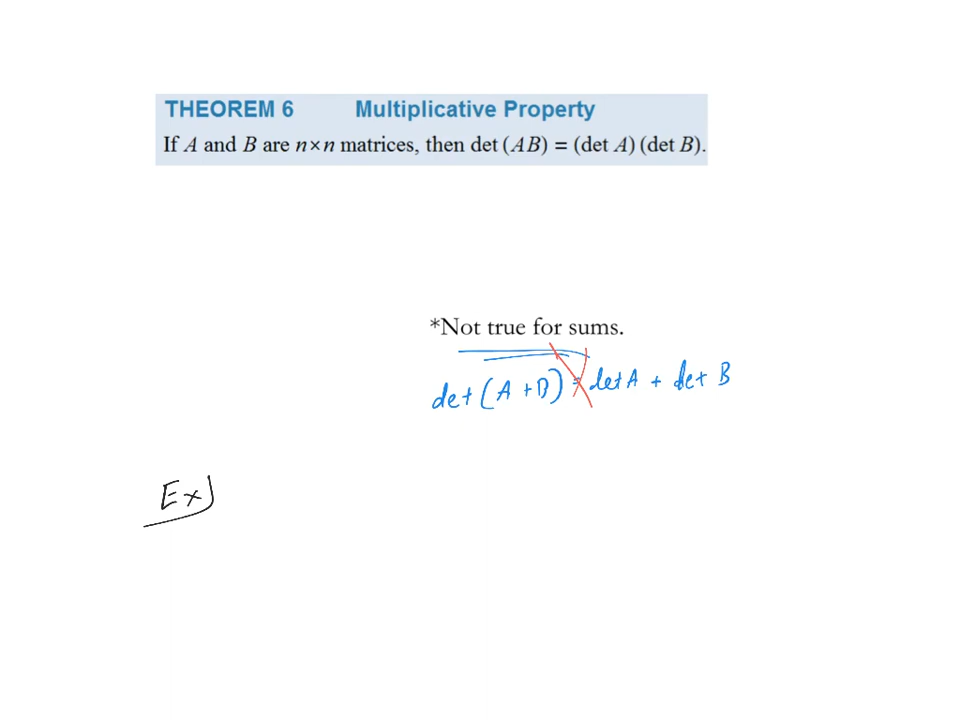 THEOREM 6 Multiplicative Property
If A and B are n×n matrices, then det (AB) = (det A) (det B).
*Not true for sums.
det (A + B) = det A + det B
Ex)